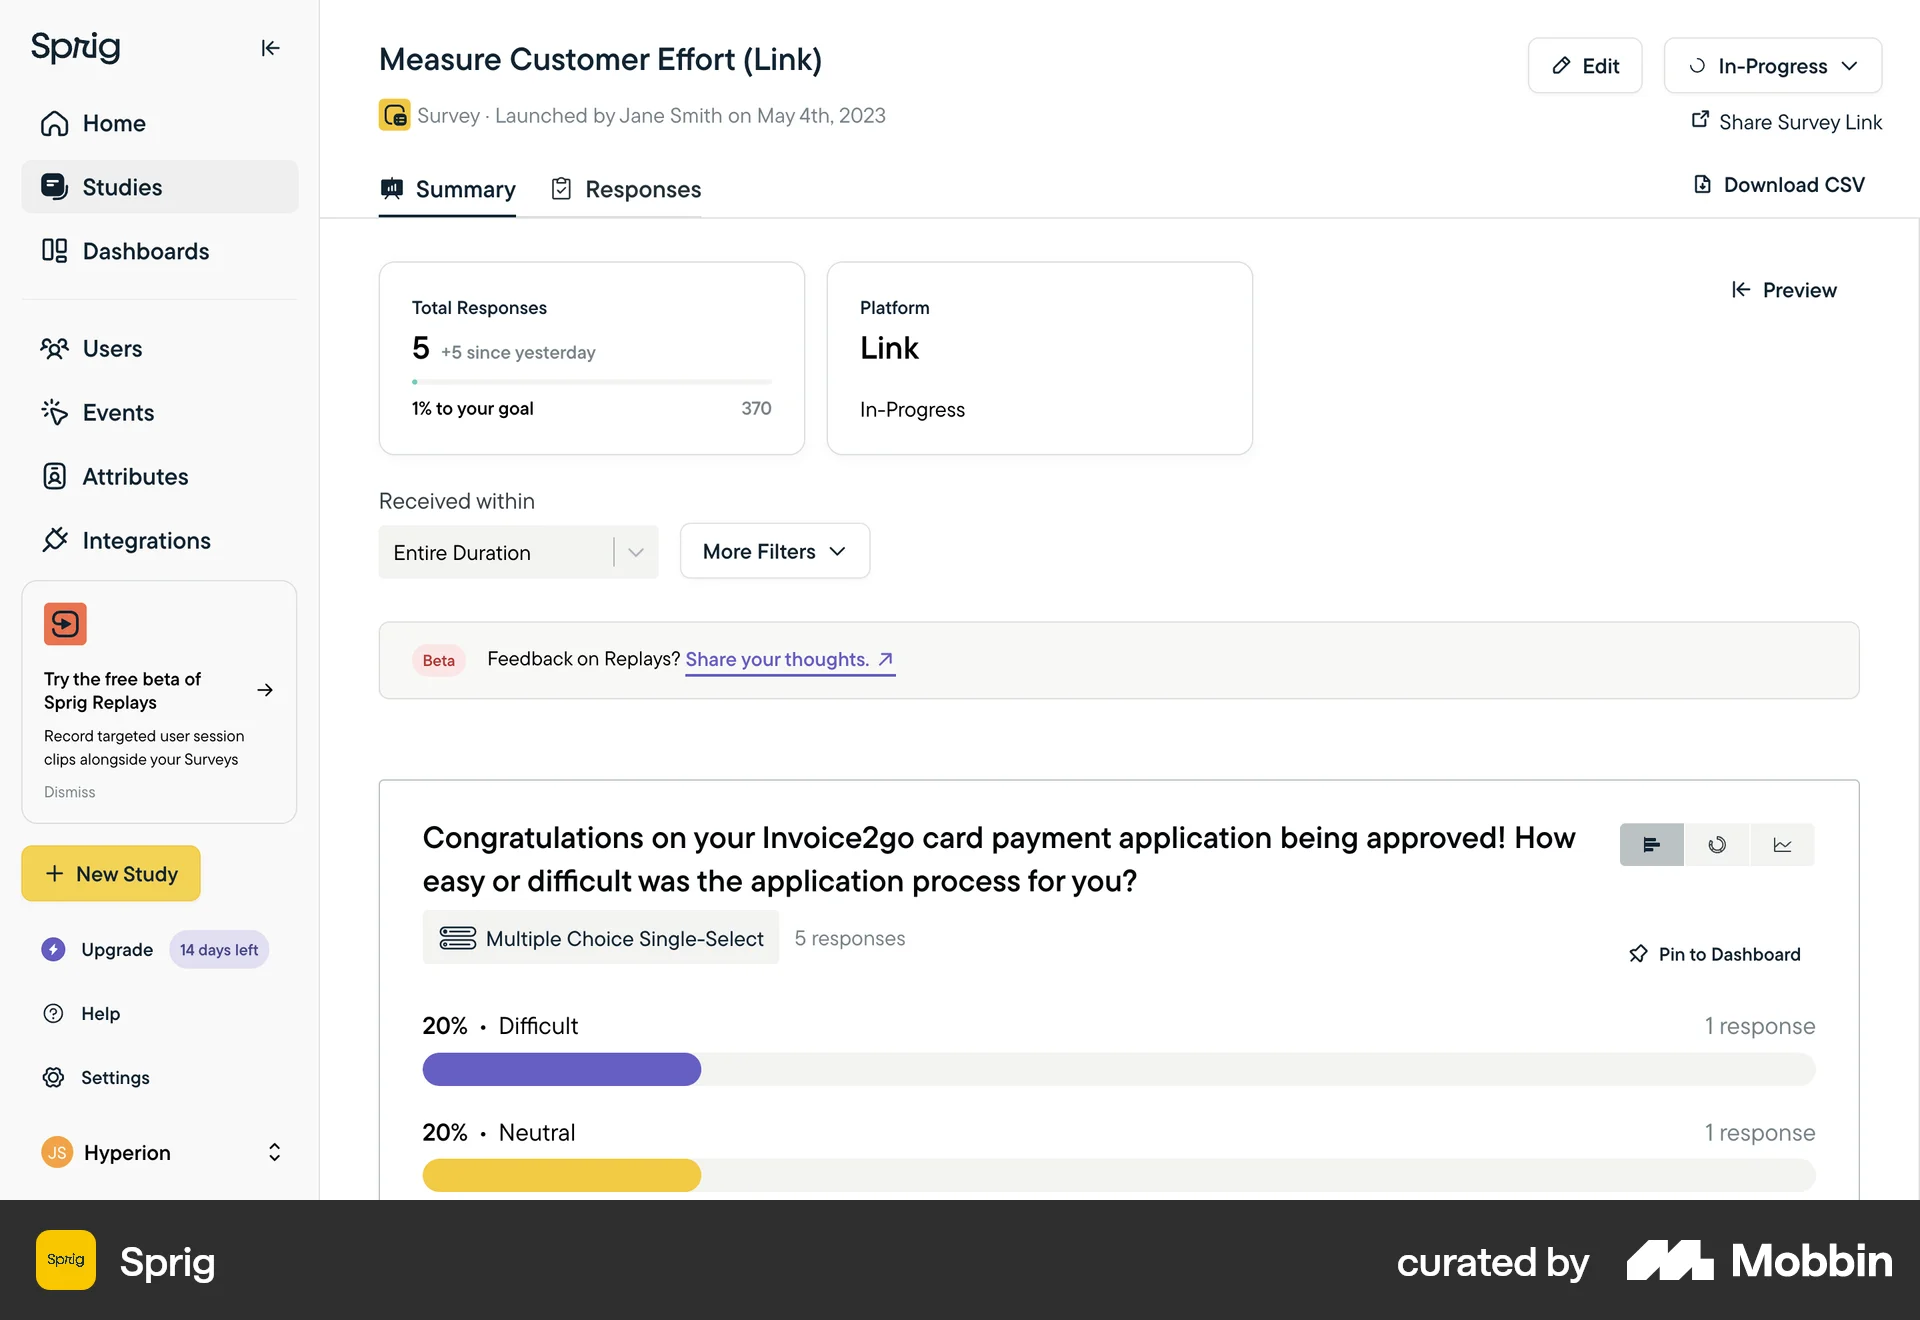 Sprig
Home
Studies
Dashboards
Users
Events
Attributes
Integrations
Try the free beta of
Sprig Replays
Record targeted user session
clips alongside your Surveys
Dismiss
New Study
Upgrade 14 days left
Help
Settings
JS Hyperion
Measure Customer Effort (Link)
Survey · Launched by Jane Smith on May 4th, 2023
Edit
In-Progress
Share Survey Link
Download CSV
Summary
Responses
Total Responses
5 +5 since yesterday
1% to your goal 370
Platform
Link
In-Progress
Preview
Received within
Entire Duration
More Filters
Beta Feedback on Replays? Share your thoughts.
Congratulations on your Invoice2go card payment application being approved! How
easy or difficult was the application process for you?
Multiple Choice Single-Select 5 responses
Pin to Dashboard
20% • Difficult 1 response
20% • Neutral 1 response
Sprig Sprig
curated by Mobbin